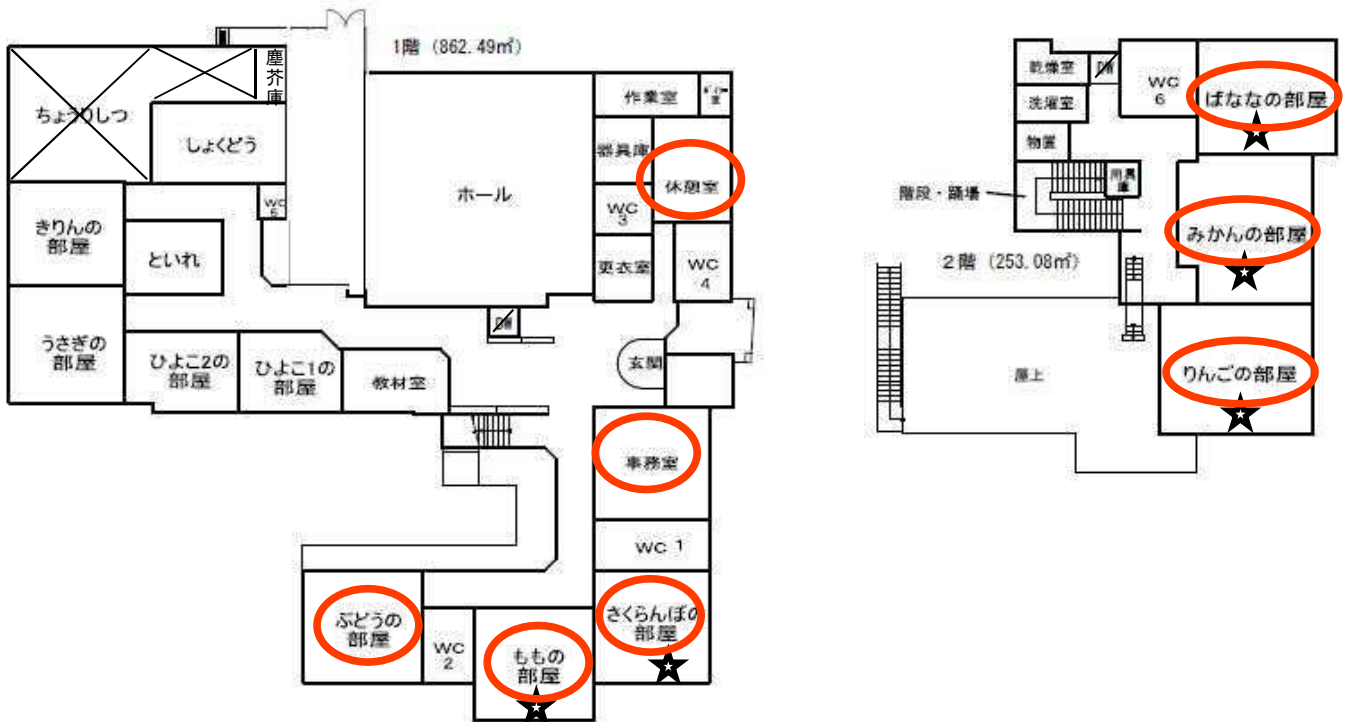 1階 (862.49㎡)
塵芥庫
ちょうりしつ
しょくどう
作業室
器具庫
休憩室
ホール
WC
5
WC
3
きりんの
部屋
といれ
更衣室
WC
4
うさぎの
部屋
ひよこ2の
部屋
ひよこ1の
部屋
教材室
DW
玄関
事務室
WC 1
ぶどうの
部屋
WC
2
ももの
部屋
さくらんぼの
部屋
乾燥室
DW
WC
6
ばななの部屋
洗濯室
物置
用具
庫
階段・踊場
みかんの部屋
2階 (253.08㎡)
屋上
りんごの部屋